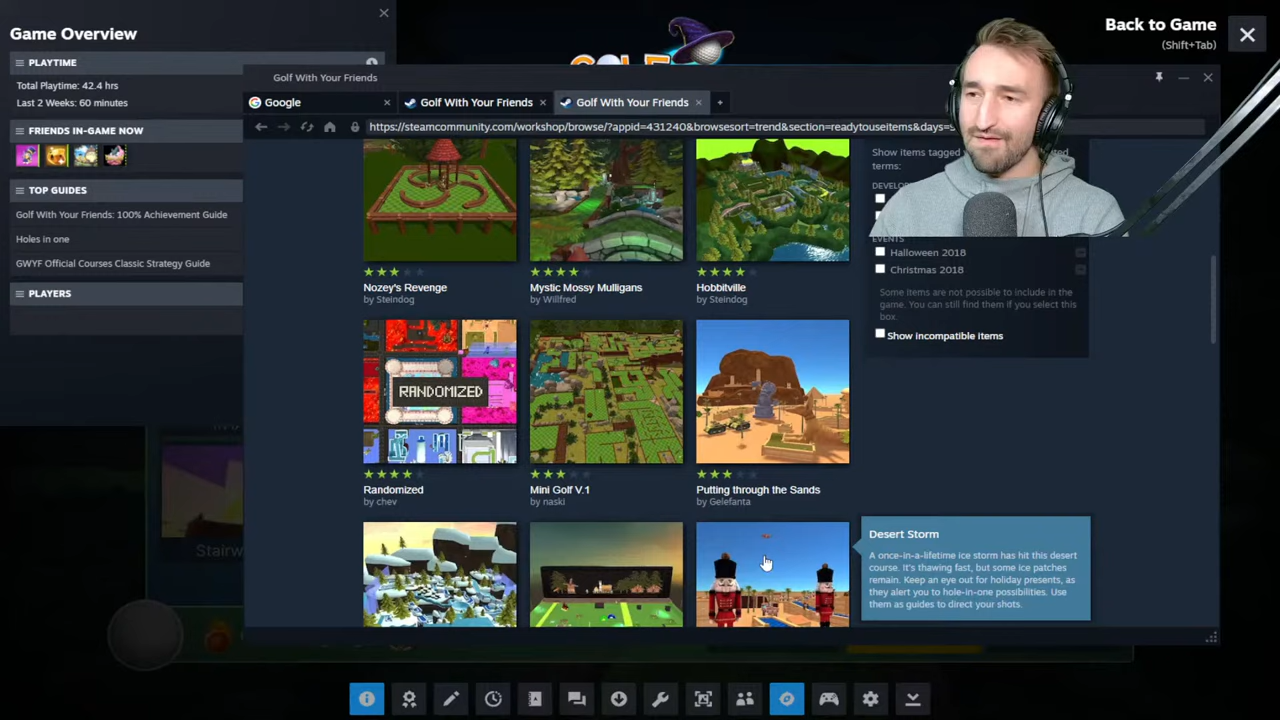 Game Overview
PLAYTIME
Total Playtime: 42.4 hrs
Last 2 Weeks: 60 minutes
FRIENDS IN-GAME NOW
TOP GUIDES
Golf With Your Friends: 100% Achievement Guide
Holes in one
GWYF Official Courses Classic Strategy Guide
PLAYERS
Back to Game
(Shift+Tab)
GOLF
Golf With Your Friends
Google
Golf With Your Friends
Golf With Your Friends
https://steamcommunity.com/workshop/browse/?appid=431240&browsesort=trend&section=readytouseitems&days=
Show items tagged
terms:
EVENTS
Halloween 2018
Christmas 2018
Some items are not possible to include in the
game. You can still find them if you select this
box.
Show incompatible items
Nozey's Revenge
by Steindog
Mystic Mossy Mulligans
by Willfred
Hobbitville
by Steindog
RANDOMIZED
Randomized
by chev
Mini Golf V.1
by naski
Putting through the Sands
by Gelefanta
Desert Storm
A once-in-a-lifetime ice storm has hit this desert
course. It's thawing fast, but some ice patches
remain. Keep an eye out for holiday presents, as
they alert you to hole-in-one possibilities. Use
them as guides to direct your shots.
Stairw